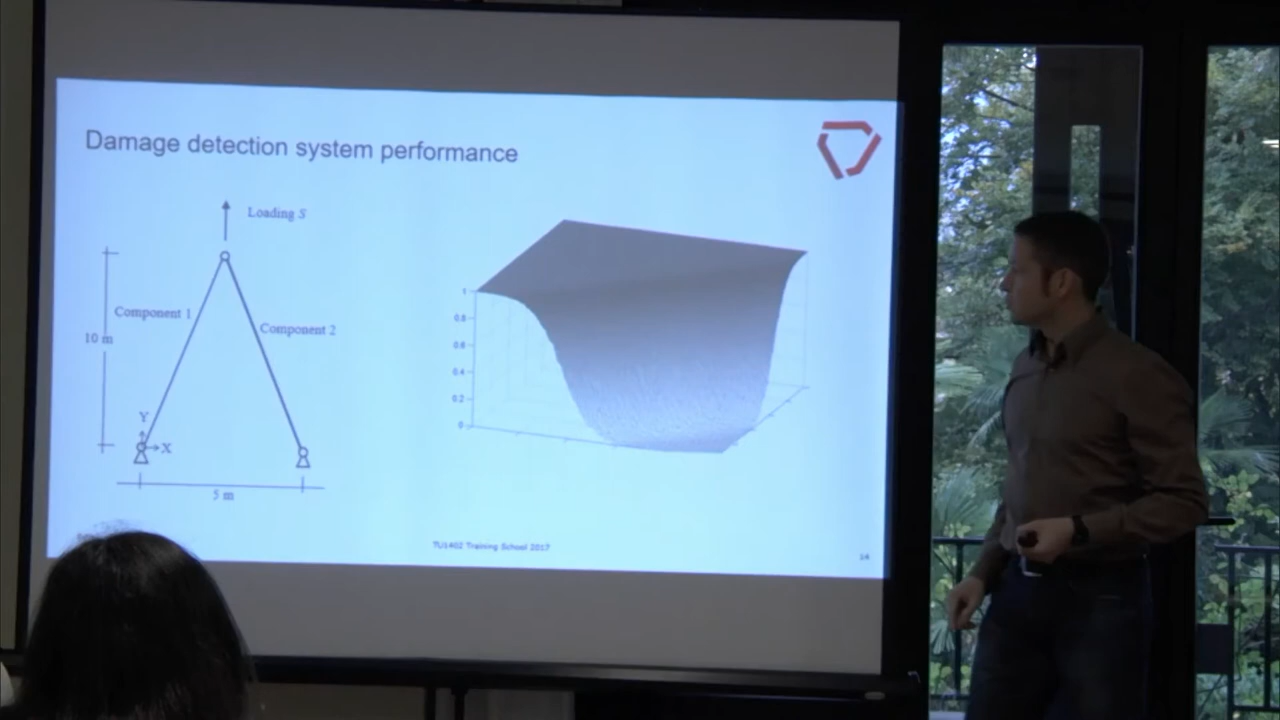 Damage detection system performance
Loading S
Component 1
Component 2
10 m
Y
X
5 m
1
0.8
0.6
0.4
0.2
0
TU1402 Training School 2017
14